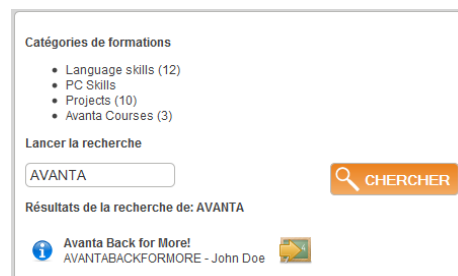 Catégories de formations
Language skills (12)
PC Skills
Projects (10)
Avanta Courses (3)
Lancer la recherche
AVANTA
CHERCHER
Résultats de la recherche de: AVANTA
Avanta Back for More!
AVANTABACKFORMORE - John Doe